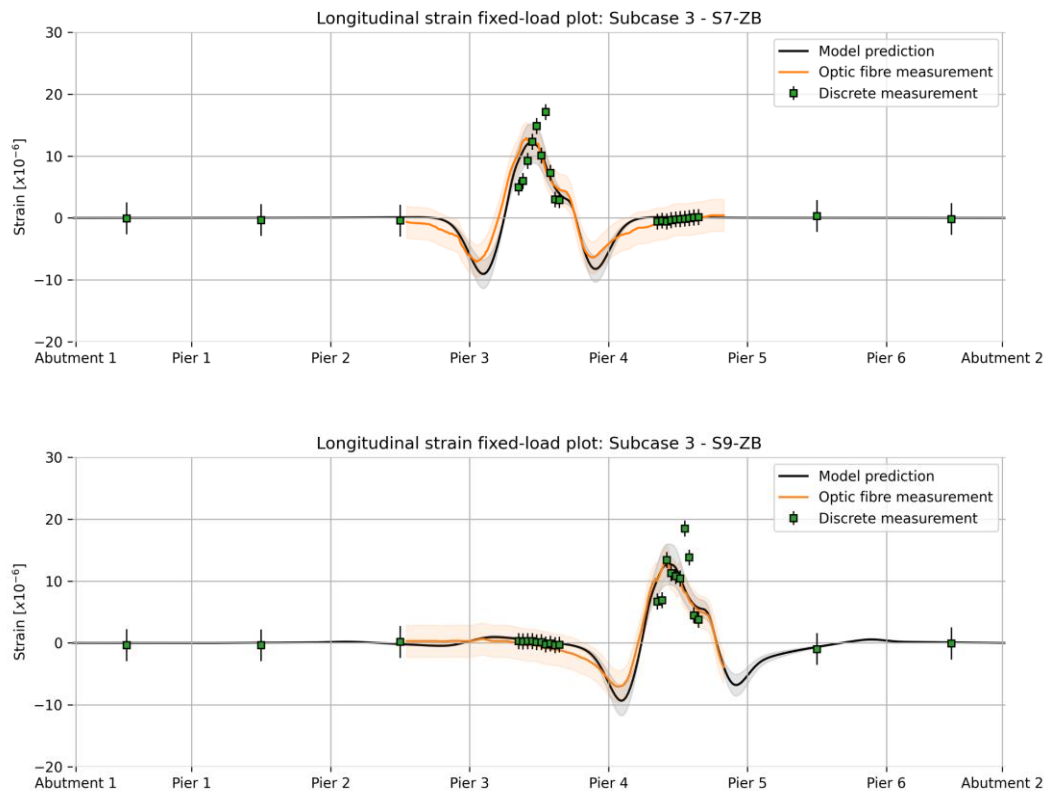 Longitudinal strain fixed-load plot: Subcase 3 - S7-ZB
30
Model prediction
Optic fibre measurement
Discrete measurement
20
10
0
−10
−20
Strain [x10⁻⁶]
Abutment 1 Pier 1 Pier 2 Pier 3 Pier 4 Pier 5 Pier 6 Abutment 2
Longitudinal strain fixed-load plot: Subcase 3 - S9-ZB
30
Model prediction
Optic fibre measurement
Discrete measurement
20
10
0
−10
−20
Strain [x10⁻⁶]
Abutment 1 Pier 1 Pier 2 Pier 3 Pier 4 Pier 5 Pier 6 Abutment 2